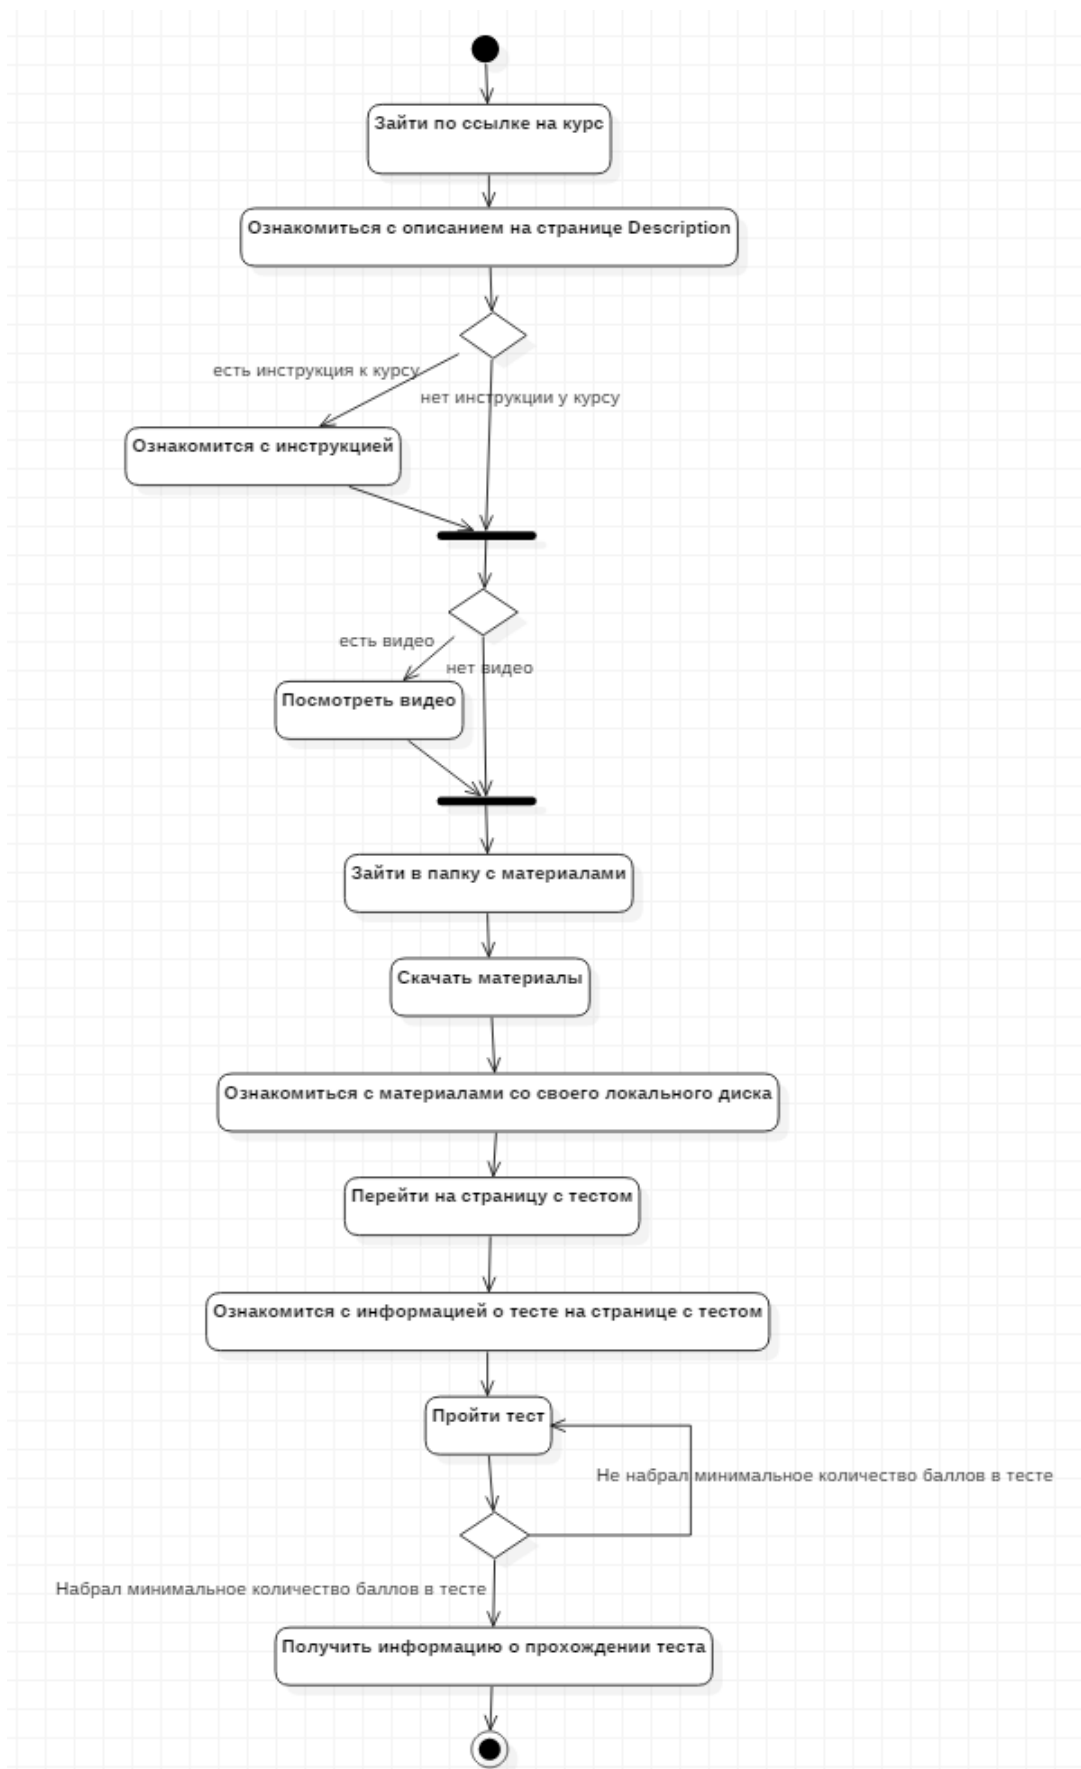 Зайти по ссылке на курс
Ознакомиться с описанием на странице Description
есть инструкция к курсу
нет инструкции у курсу
Ознакомится с инструкцией
есть видео
нет видео
Посмотреть видео
Зайти в папку с материалами
Скачать материалы
Ознакомиться с материалами со своего локального диска
Перейти на страницу с тестом
Ознакомится с информацией о тесте на странице с тестом
Пройти тест
Не набрал минимальное количество баллов в тесте
Набрал минимальное количество баллов в тесте
Получить информацию о прохождении теста